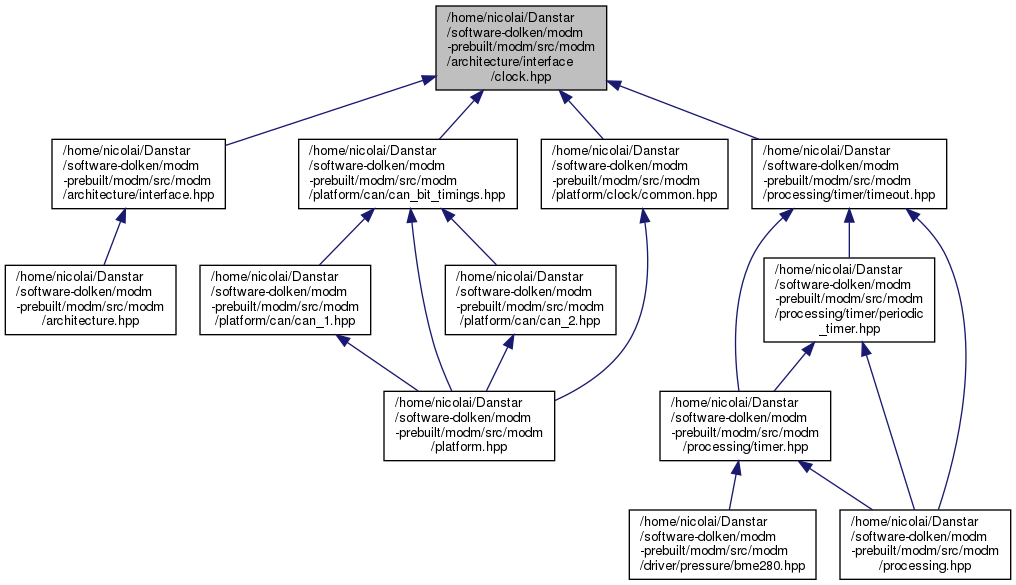 /home/nicolai/Danstar
/software-dolken/modm
-prebuilt/modm/src/modm
/architecture/interface
/clock.hpp
/home/nicolai/Danstar
/software-dolken/modm
-prebuilt/modm/src/modm
/architecture/interface.hpp
/home/nicolai/Danstar
/software-dolken/modm
-prebuilt/modm/src/modm
/platform/can/can_bit_timings.hpp
/home/nicolai/Danstar
/software-dolken/modm
-prebuilt/modm/src/modm
/platform/clock/common.hpp
/home/nicolai/Danstar
/software-dolken/modm
-prebuilt/modm/src/modm
/processing/timer/timeout.hpp
/home/nicolai/Danstar
/software-dolken/modm
-prebuilt/modm/src/modm
/architecture.hpp
/home/nicolai/Danstar
/software-dolken/modm
-prebuilt/modm/src/modm
/platform/can/can_1.hpp
/home/nicolai/Danstar
/software-dolken/modm
-prebuilt/modm/src/modm
/platform/can/can_2.hpp
/home/nicolai/Danstar
/software-dolken/modm
-prebuilt/modm/src/modm
/processing/timer/periodic
_timer.hpp
/home/nicolai/Danstar
/software-dolken/modm
-prebuilt/modm/src/modm
/platform.hpp
/home/nicolai/Danstar
/software-dolken/modm
-prebuilt/modm/src/modm
/processing/timer.hpp
/home/nicolai/Danstar
/software-dolken/modm
-prebuilt/modm/src/modm
/driver/pressure/bme280.hpp
/home/nicolai/Danstar
/software-dolken/modm
-prebuilt/modm/src/modm
/processing.hpp